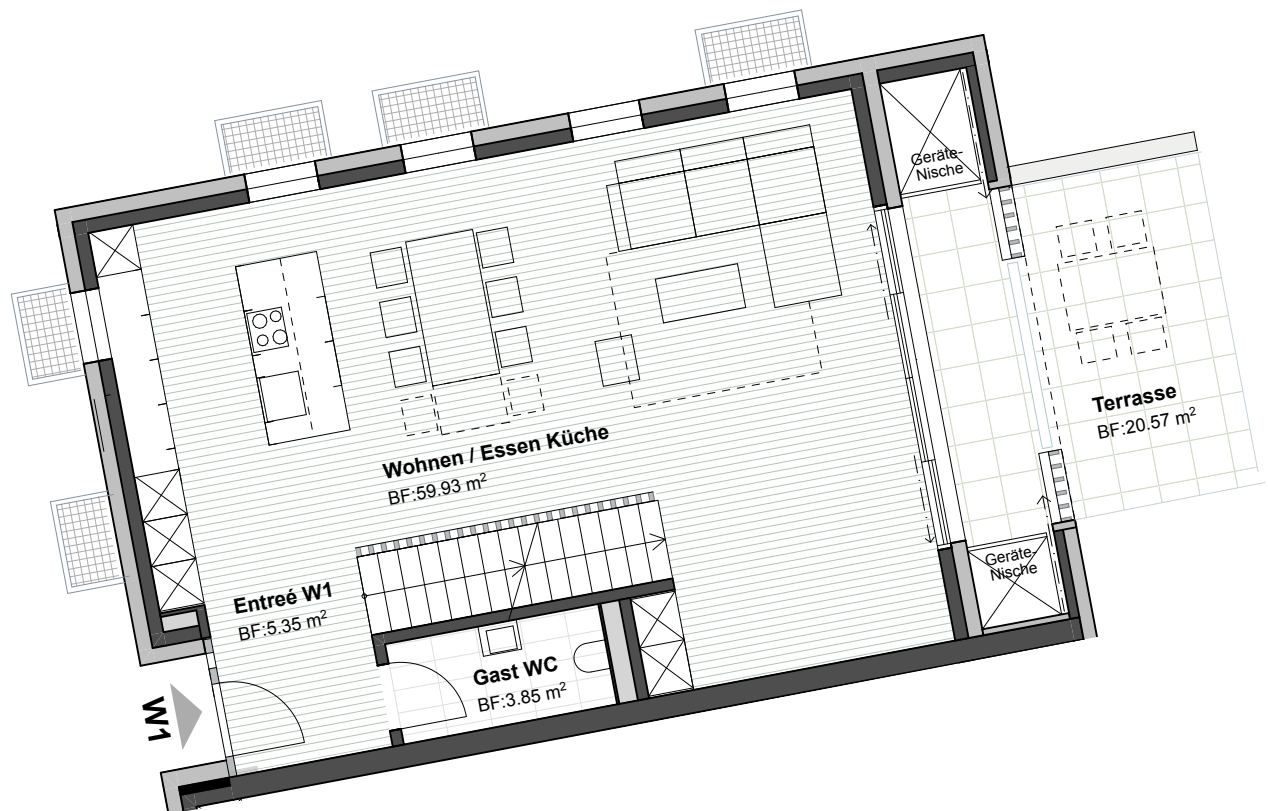 Geräte-
Nische
Terrasse
BF:20.57 m²
Wohnen / Essen Küche
BF:59.93 m²
Geräte-
Nische
Entreé W1
BF:5.35 m²
Gast WC
BF:3.85 m²
W1